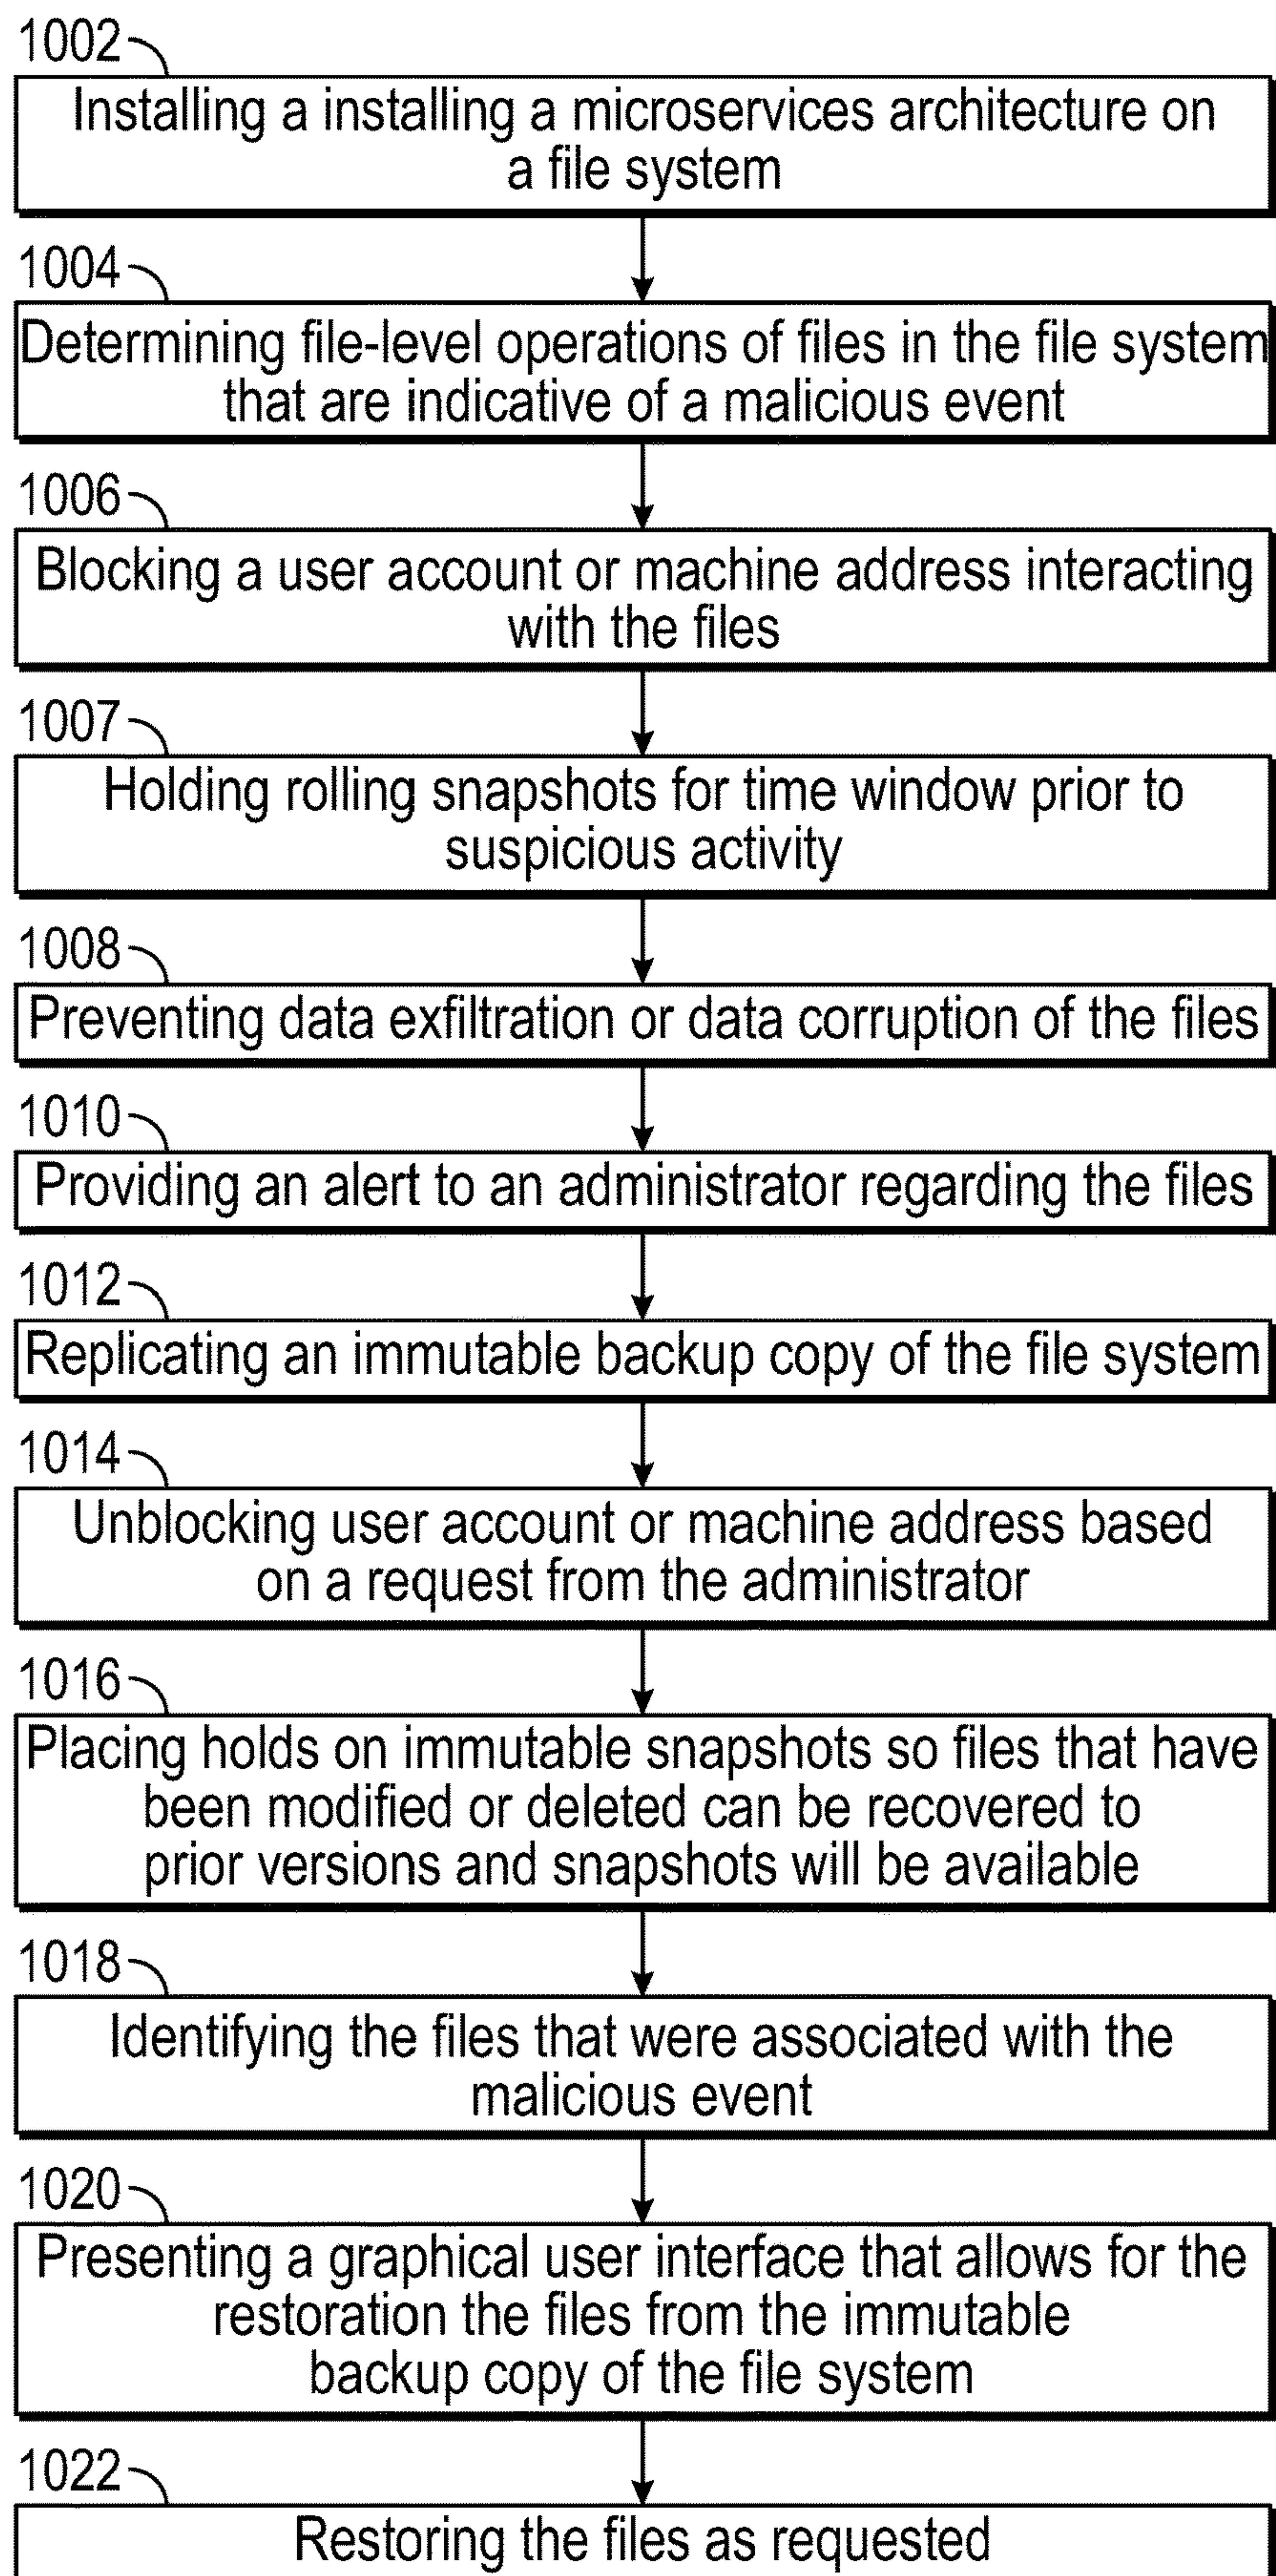 1002
Installing a installing a microservices architecture on
a file system
1004
Determining file-level operations of files in the file system
that are indicative of a malicious event
1006
Blocking a user account or machine address interacting
with the files
1007
Holding rolling snapshots for time window prior to
suspicious activity
1008
Preventing data exfiltration or data corruption of the files
1010
Providing an alert to an administrator regarding the files
1012
Replicating an immutable backup copy of the file system
1014
Unblocking user account or machine address based
on a request from the administrator
1016
Placing holds on immutable snapshots so files that have
been modified or deleted can be recovered to
prior versions and snapshots will be available
1018
Identifying the files that were associated with the
malicious event
1020
Presenting a graphical user interface that allows for the
restoration the files from the immutable
backup copy of the file system
1022
Restoring the files as requested